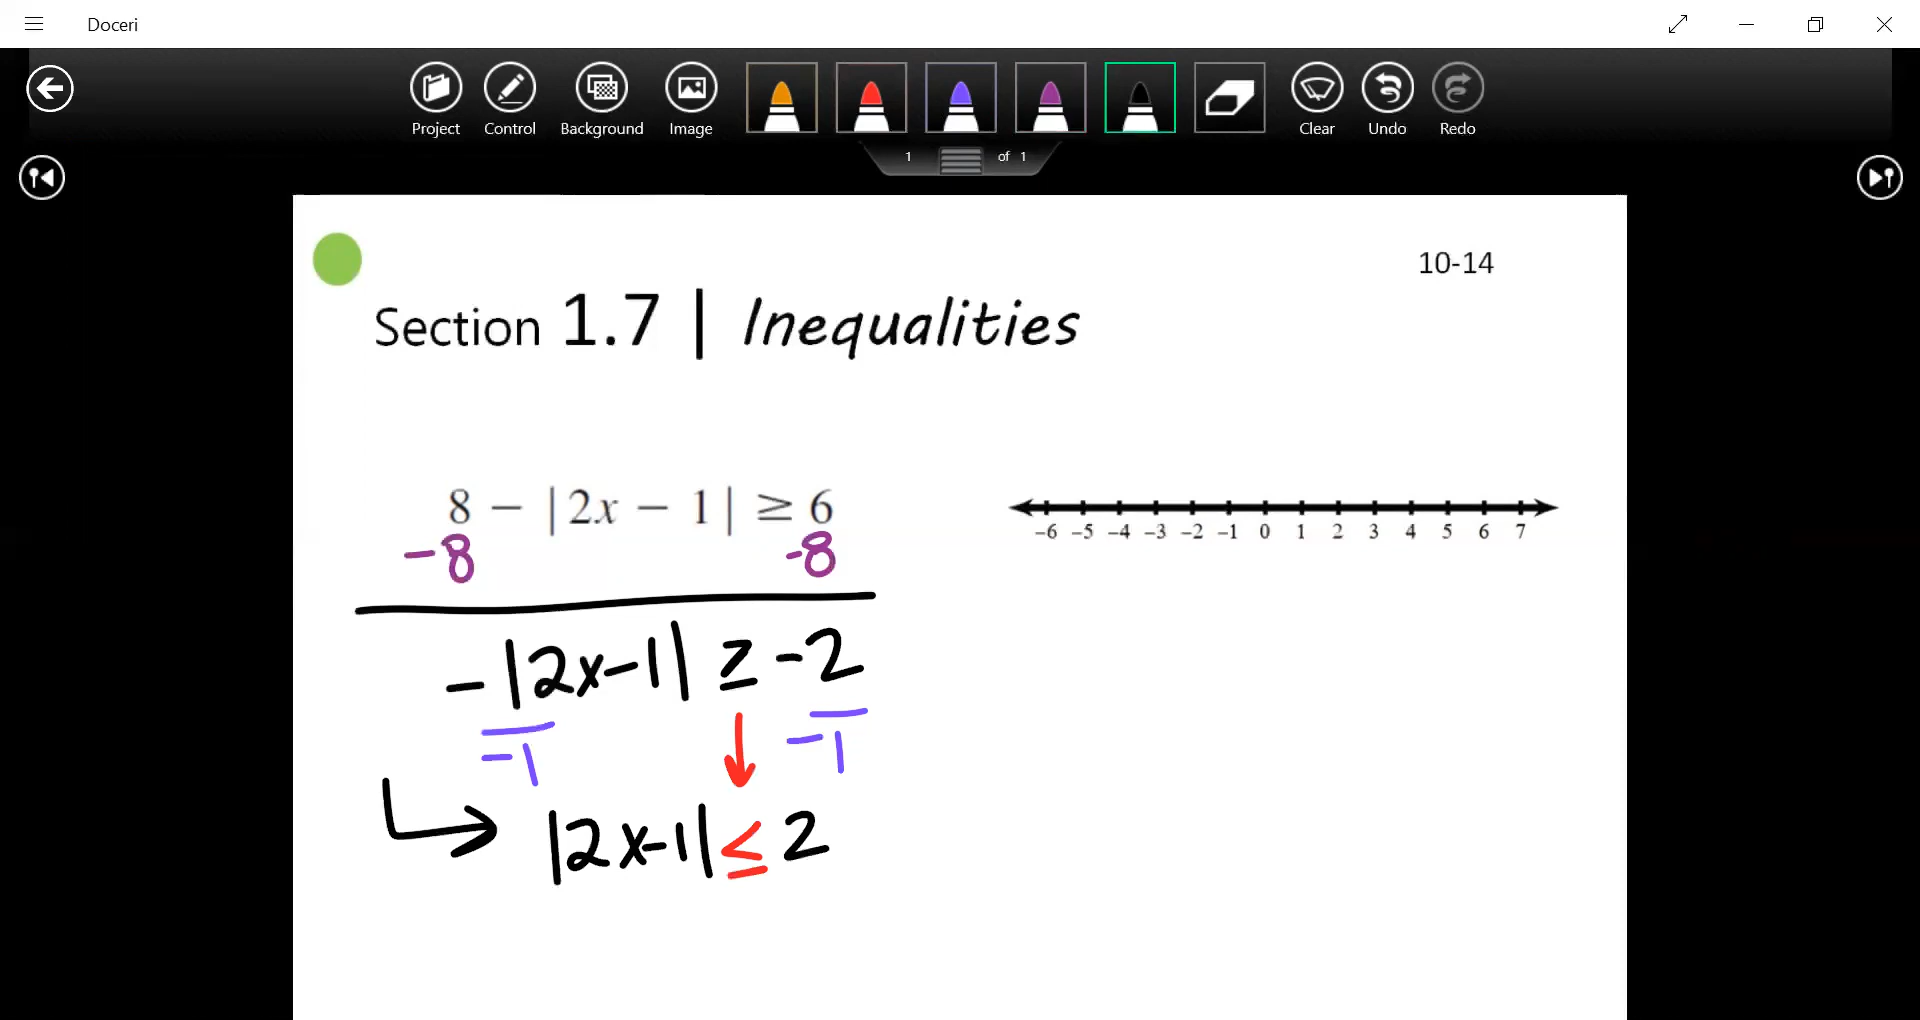 Doceri
Project Control Background Image Clear Undo Redo
1 of 1
10-14
Section 1.7 | Inequalities
8 − |2x − 1| ≥ 6
-8 -8
-6 -5 -4 -3 -2 -1 0 1 2 3 4 5 6 7
-|2x-1| ≥ -2
-1 -1
|2x-1| ≤ 2